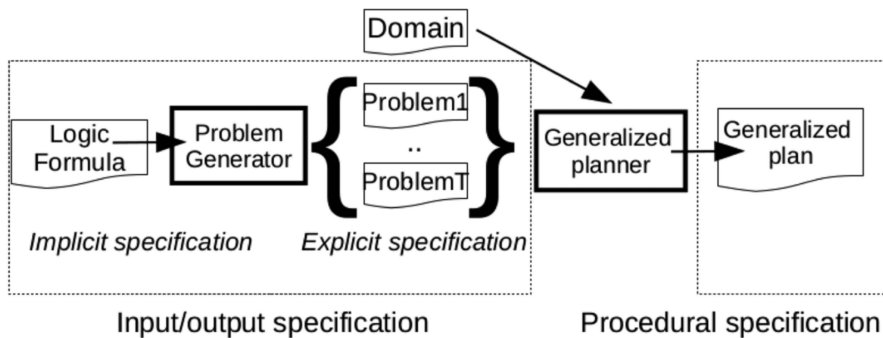 Domain
Logic
Formula
Problem
Generator
Problem1
..
ProblemT
Generalized
planner
Generalized
plan
Implicit specification
Explicit specification
Input/output specification
Procedural specification